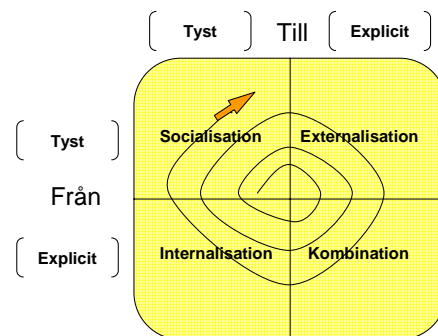 Tyst Till Explicit
Socialisation Externalisation
Tyst
Från
Internalisation Kombination
Explicit